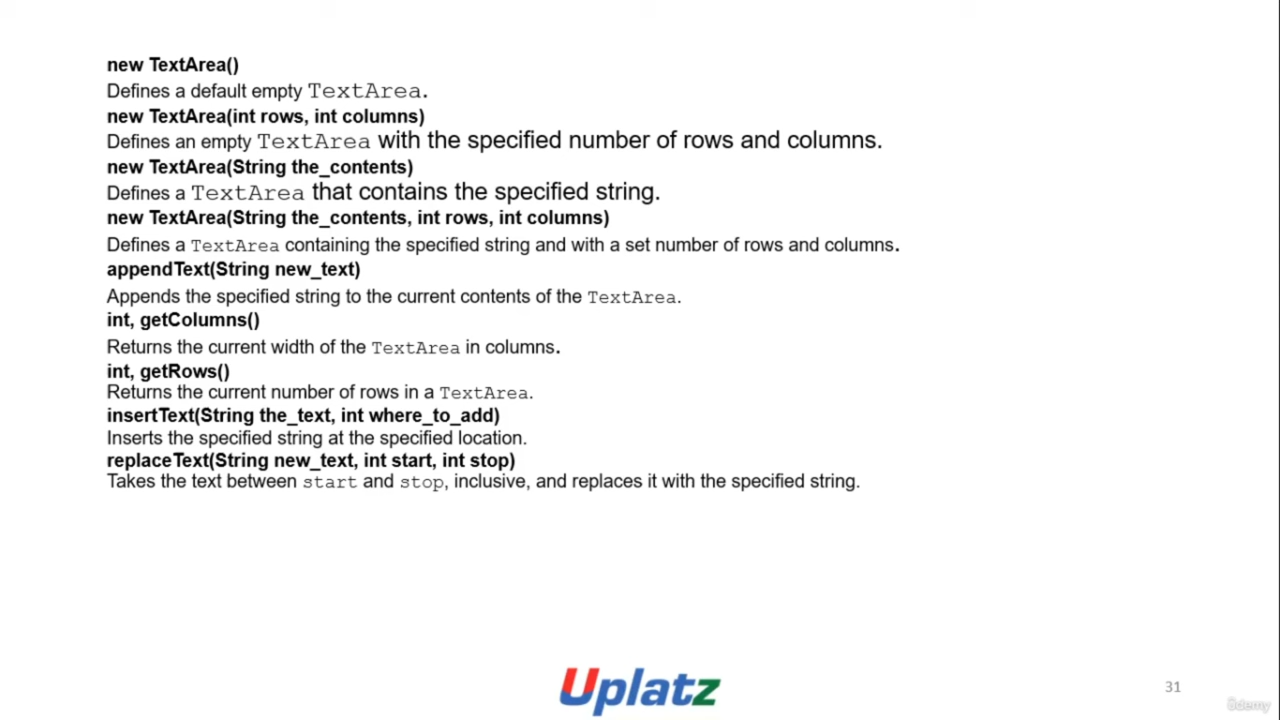 new TextArea()
Defines a default empty TextArea.
new TextArea(int rows, int columns)
Defines an empty TextArea with the specified number of rows and columns.
new TextArea(String the_contents)
Defines a TextArea that contains the specified string.
new TextArea(String the_contents, int rows, int columns)
Defines a TextArea containing the specified string and with a set number of rows and columns.
appendText(String new_text)
Appends the specified string to the current contents of the TextArea.
int, getColumns()
Returns the current width of the TextArea in columns.
int, getRows()
Returns the current number of rows in a TextArea.
insertText(String the_text, int where_to_add)
Inserts the specified string at the specified location.
replaceText(String new_text, int start, int stop)
Takes the text between start and stop, inclusive, and replaces it with the specified string.
Uplatz
31
ûdemy